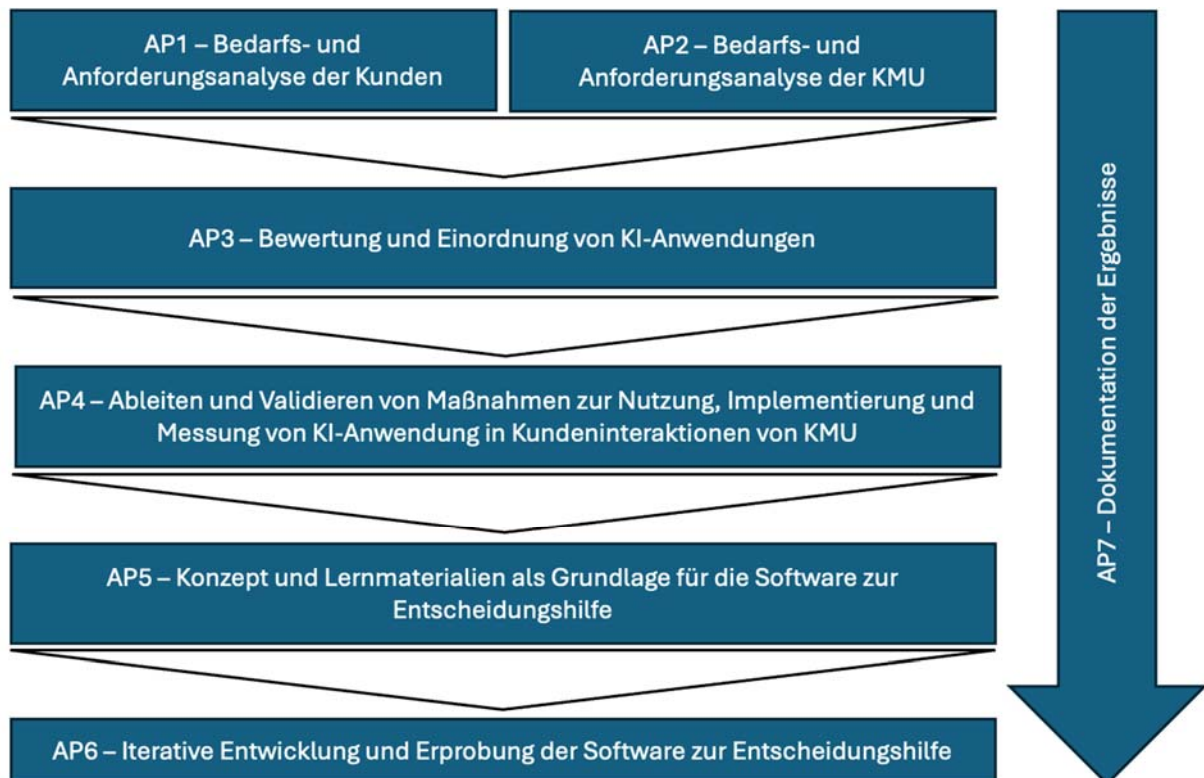 AP1 – Bedarfs- und
Anforderungsanalyse der Kunden
AP2 – Bedarfs- und
Anforderungsanalyse der KMU
AP3 – Bewertung und Einordnung von KI-Anwendungen
AP4 – Ableiten und Validieren von Maßnahmen zur Nutzung, Implementierung und
Messung von KI-Anwendung in Kundeninteraktionen von KMU
AP5 – Konzept und Lernmaterialien als Grundlage für die Software zur
Entscheidungshilfe
AP6 – Iterative Entwicklung und Erprobung der Software zur Entscheidungshilfe
AP7 – Dokumentation der Ergebnisse